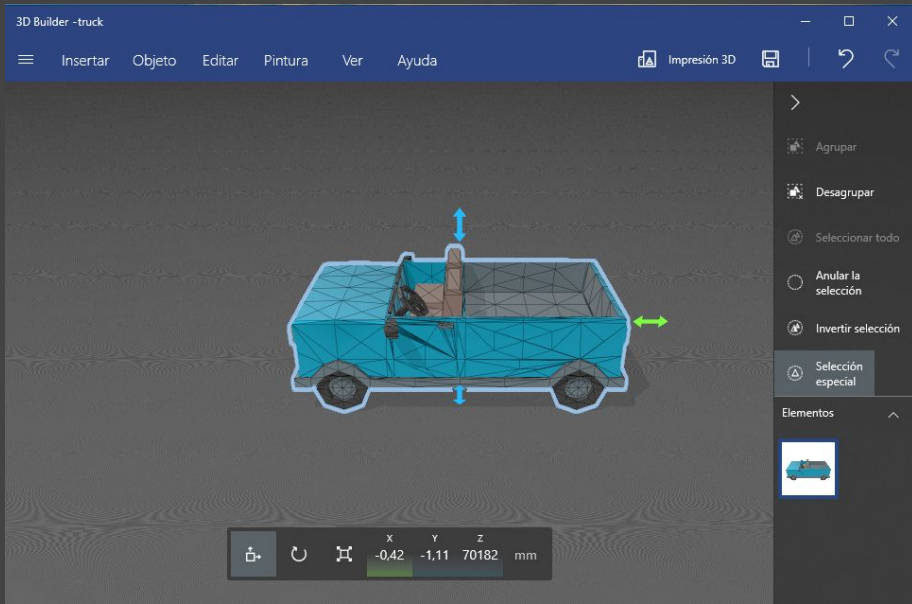 3D Builder -truck
Insertar Objeto Editar Pintura Ver Ayuda Impresión 3D
Agrupar
Desagrupar
Seleccionar todo
Anular la
selección
Invertir selección
Selección
especial
Elementos
X Y Z
-0,42 -1,11 70182 mm